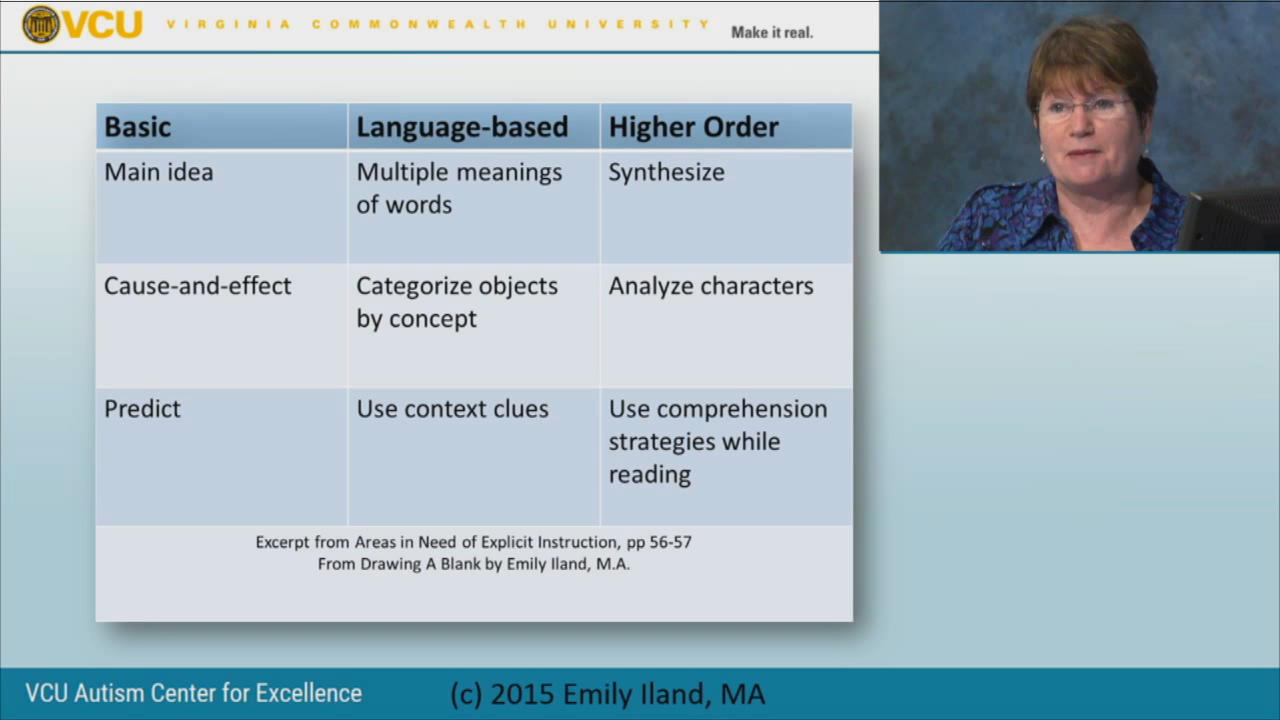 VCU VIRGINIA COMMONWEALTH UNIVERSITY Make it real.
Basic Language-based Higher Order
Main idea Multiple meanings Synthesize
of words
Cause-and-effect Categorize objects Analyze characters
by concept
Predict Use context clues Use comprehension
strategies while
reading
Excerpt from Areas in Need of Explicit Instruction, pp 56-57
From Drawing A Blank by Emily Iland, M.A.
VCU Autism Center for Excellence (c) 2015 Emily Iland, MA